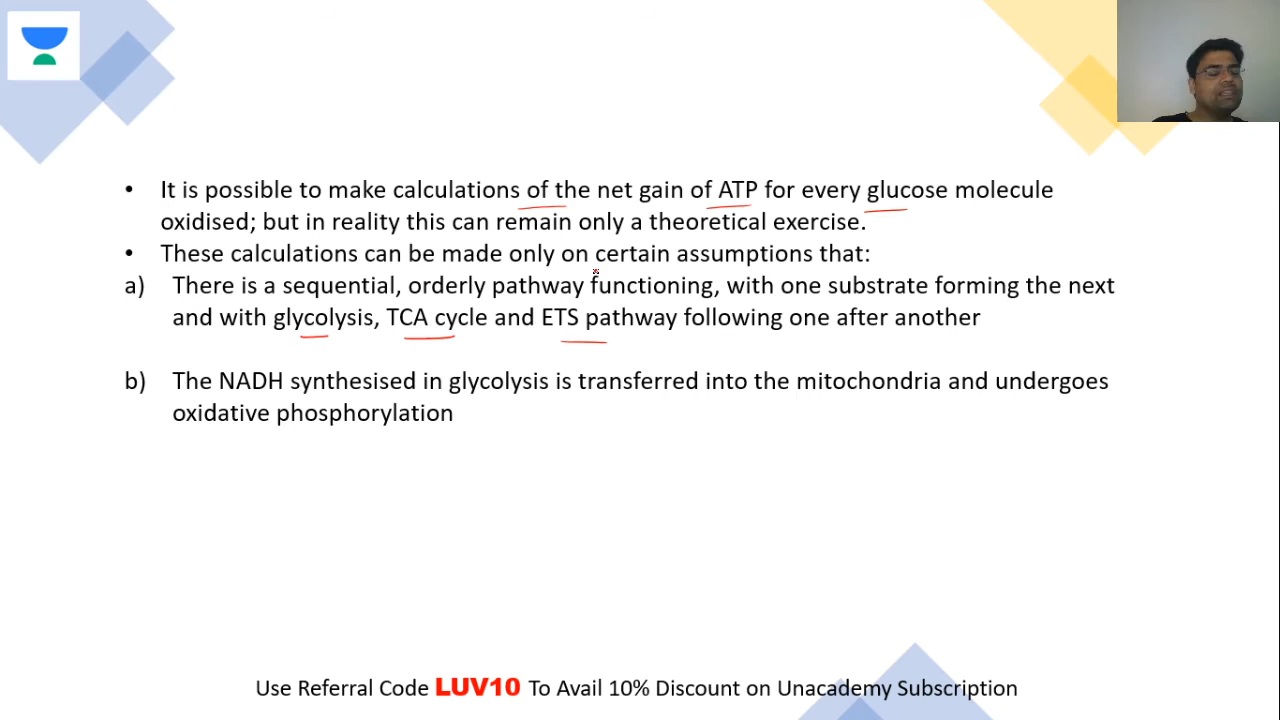 • It is possible to make calculations of the net gain of ATP for every glucose molecule
oxidised; but in reality this can remain only a theoretical exercise.
• These calculations can be made only on certain assumptions that:
a) There is a sequential, orderly pathway functioning, with one substrate forming the next
and with glycolysis, TCA cycle and ETS pathway following one after another
b) The NADH synthesised in glycolysis is transferred into the mitochondria and undergoes
oxidative phosphorylation
Use Referral Code LUV10 To Avail 10% Discount on Unacademy Subscription